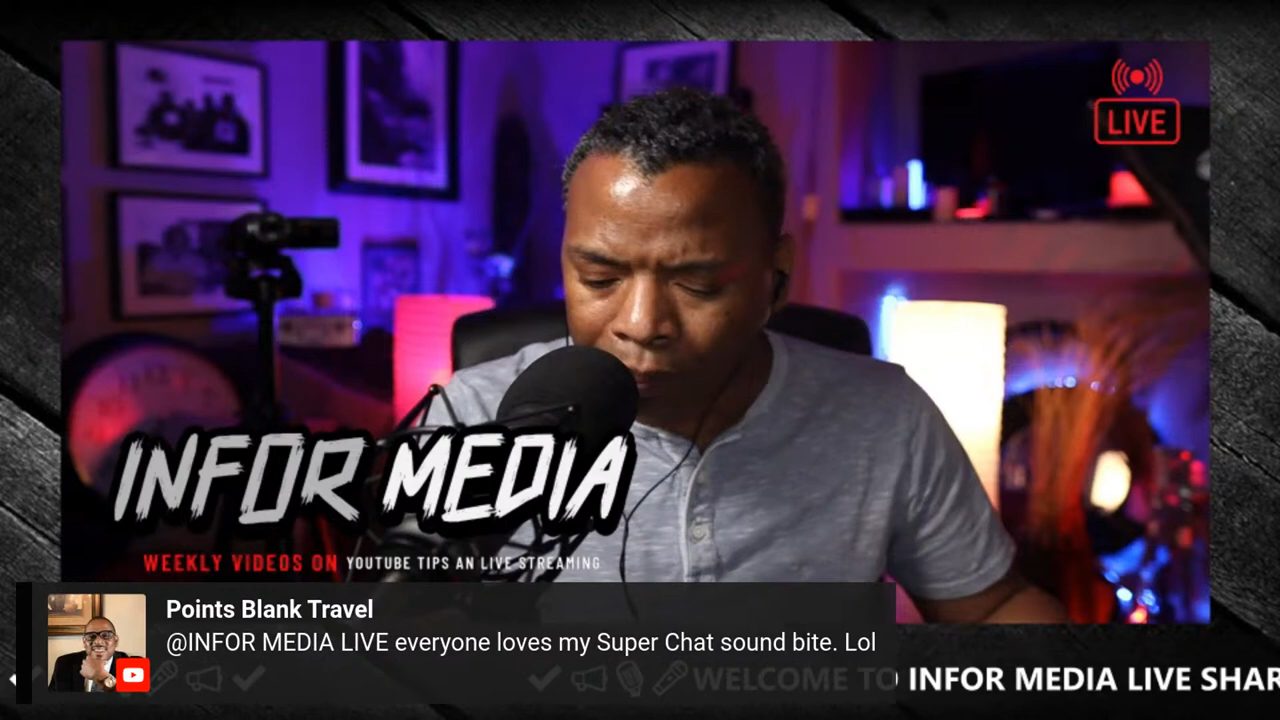 LIVE
INFOR MEDIA
WEEKLY VIDEOS ON YOUTUBE TIPS AN LIVE STREAMING
Points Blank Travel
@INFOR MEDIA LIVE everyone loves my Super Chat sound bite. Lol
WELCOME TO INFOR MEDIA LIVE SHAR